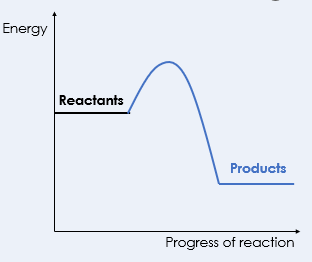 Energy
Reactants
Products
Progress of reaction